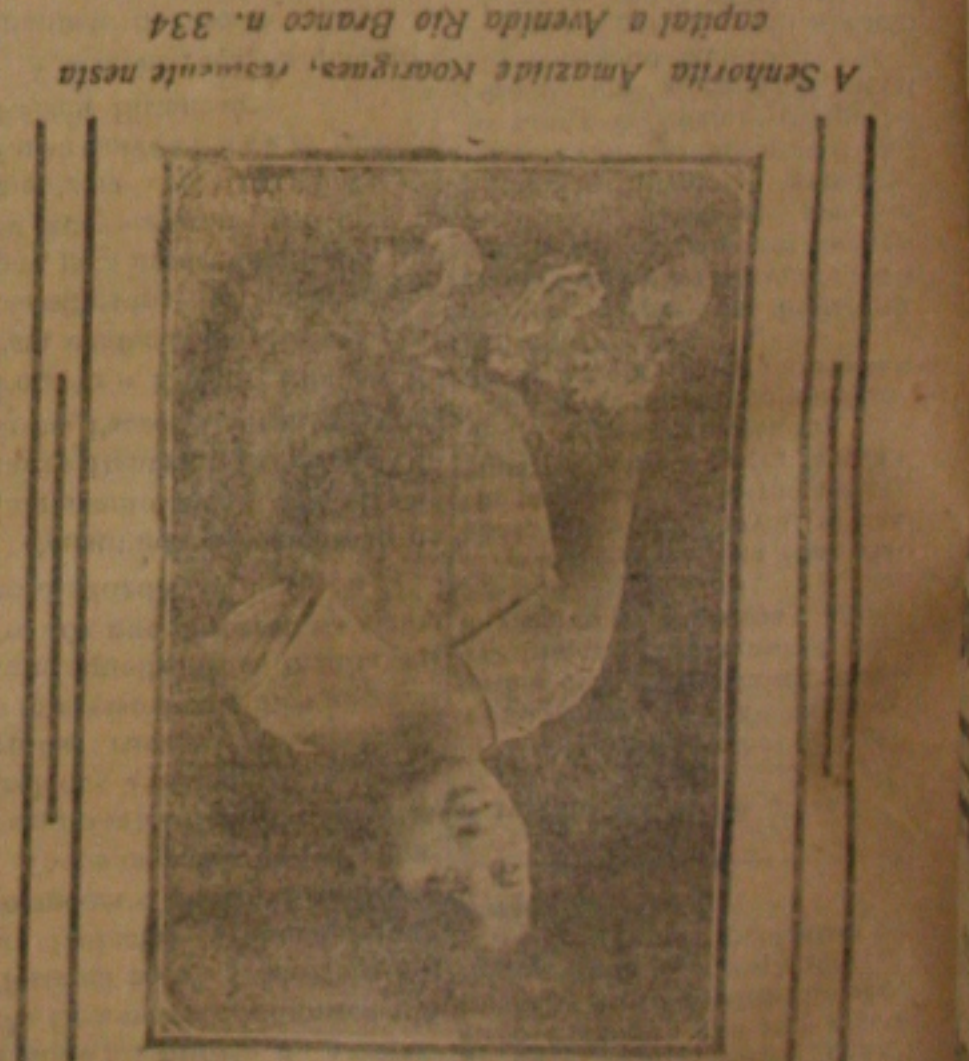 A Senhorita Amazilde Rodrigues, residente nesta
capital a Avenida Rio Branco n. 334